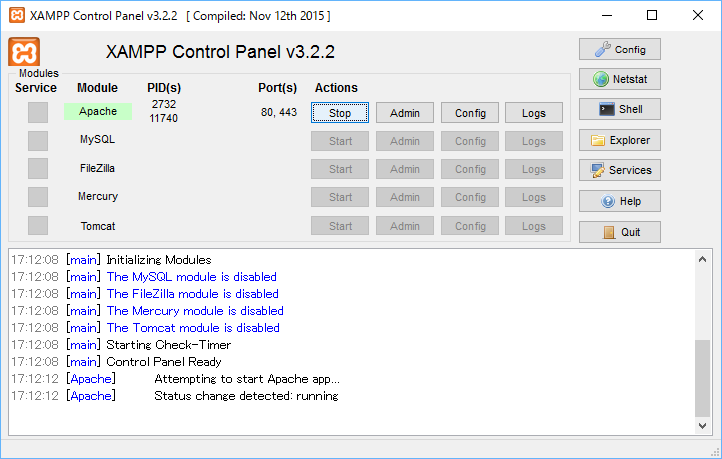 XAMPP Control Panel v3.2.2 [ Compiled: Nov 12th 2015 ]
XAMPP Control Panel v3.2.2
Config
Modules
Service Module PID(s) Port(s) Actions
Netstat
Apache 2732 11740 80, 443 Stop Admin Config Logs
Shell
MySQL Start Admin Config Logs
Explorer
FileZilla Start Admin Config Logs
Services
Mercury Start Admin Config Logs
Help
Tomcat Start Admin Config Logs
Quit
17:12:08 [main] Initializing Modules
17:12:08 [main] The MySQL module is disabled
17:12:08 [main] The FileZilla module is disabled
17:12:08 [main] The Mercury module is disabled
17:12:08 [main] The Tomcat module is disabled
17:12:08 [main] Starting Check-Timer
17:12:08 [main] Control Panel Ready
17:12:12 [Apache] Attempting to start Apache app...
17:12:12 [Apache] Status change detected: running